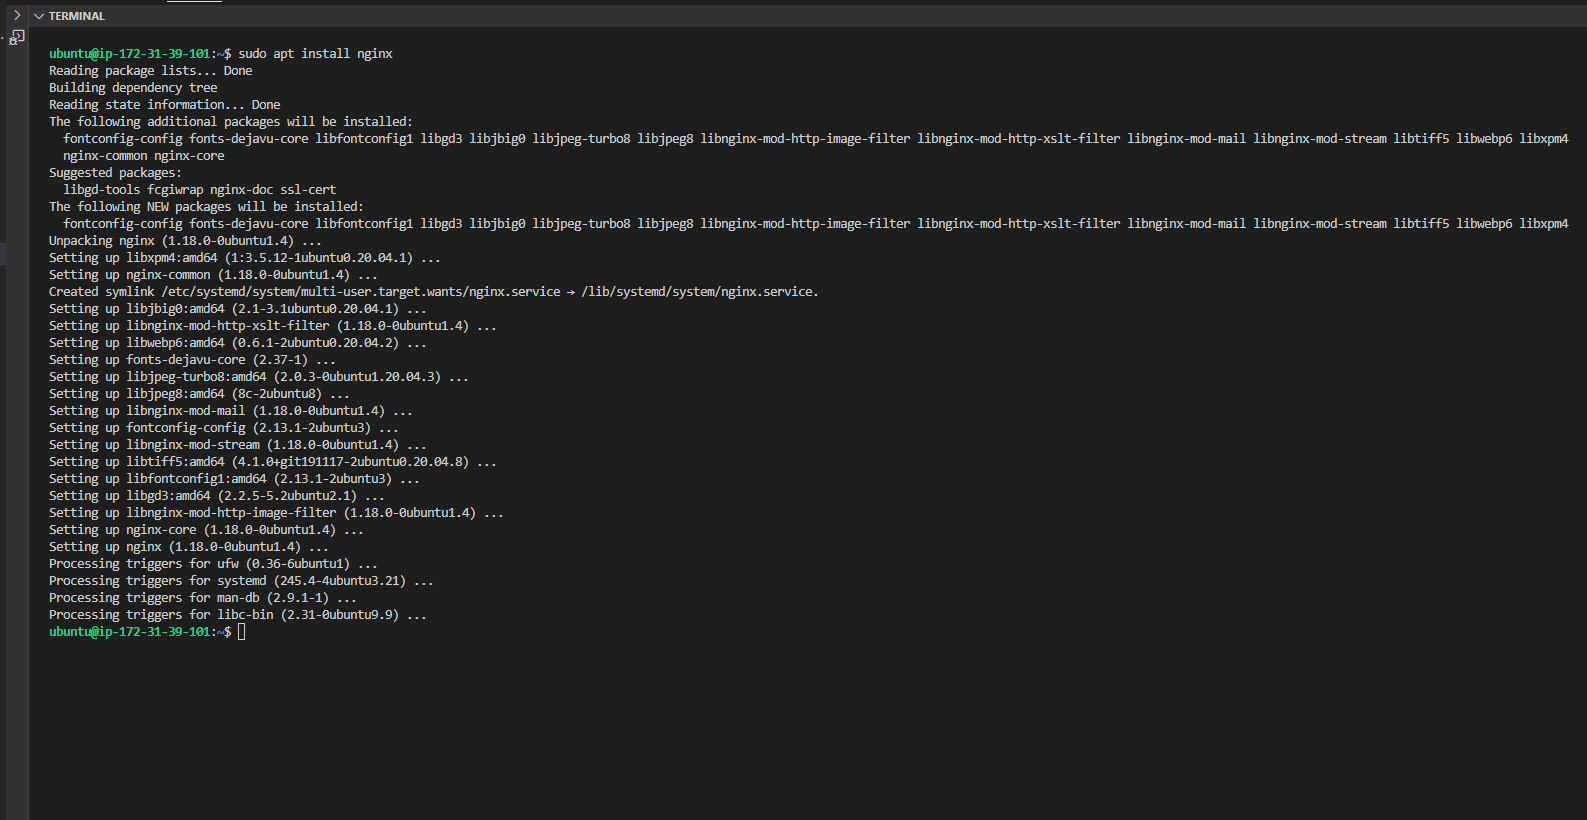 TERMINAL
ubuntu@ip-172-31-39-101:~$ sudo apt install nginx
Reading package lists... Done
Building dependency tree
Reading state information... Done
The following additional packages will be installed:
  fontconfig-config fonts-dejavu-core libfontconfig1 libgd3 libjbig0 libjpeg-turbo8 libjpeg8 libnginx-mod-http-image-filter libnginx-mod-http-xslt-filter libnginx-mod-mail libnginx-mod-stream libtiff5 libwebp6 libxpm4
  nginx-common nginx-core
Suggested packages:
  libgd-tools fcgiwrap nginx-doc ssl-cert
The following NEW packages will be installed:
  fontconfig-config fonts-dejavu-core libfontconfig1 libgd3 libjbig0 libjpeg-turbo8 libjpeg8 libnginx-mod-http-image-filter libnginx-mod-http-xslt-filter libnginx-mod-mail libnginx-mod-stream libtiff5 libwebp6 libxpm4
Unpacking nginx (1.18.0-0ubuntu1.4) ...
Setting up libxpm4:amd64 (1:3.5.12-1ubuntu0.20.04.1) ...
Setting up nginx-common (1.18.0-0ubuntu1.4) ...
Created symlink /etc/systemd/system/multi-user.target.wants/nginx.service → /lib/systemd/system/nginx.service.
Setting up libjbig0:amd64 (2.1-3.1ubuntu0.20.04.1) ...
Setting up libnginx-mod-http-xslt-filter (1.18.0-0ubuntu1.4) ...
Setting up libwebp6:amd64 (0.6.1-2ubuntu0.20.04.2) ...
Setting up fonts-dejavu-core (2.37-1) ...
Setting up libjpeg-turbo8:amd64 (2.0.3-0ubuntu1.20.04.3) ...
Setting up libjpeg8:amd64 (8c-2ubuntu8) ...
Setting up libnginx-mod-mail (1.18.0-0ubuntu1.4) ...
Setting up fontconfig-config (2.13.1-2ubuntu3) ...
Setting up libnginx-mod-stream (1.18.0-0ubuntu1.4) ...
Setting up libtiff5:amd64 (4.1.0+git191117-2ubuntu0.20.04.8) ...
Setting up libfontconfig1:amd64 (2.13.1-2ubuntu3) ...
Setting up libgd3:amd64 (2.2.5-5.2ubuntu2.1) ...
Setting up libnginx-mod-http-image-filter (1.18.0-0ubuntu1.4) ...
Setting up nginx-core (1.18.0-0ubuntu1.4) ...
Setting up nginx (1.18.0-0ubuntu1.4) ...
Processing triggers for ufw (0.36-6ubuntu1) ...
Processing triggers for systemd (245.4-4ubuntu3.21) ...
Processing triggers for man-db (2.9.1-1) ...
Processing triggers for libc-bin (2.31-0ubuntu9.9) ...
ubuntu@ip-172-31-39-101:~$